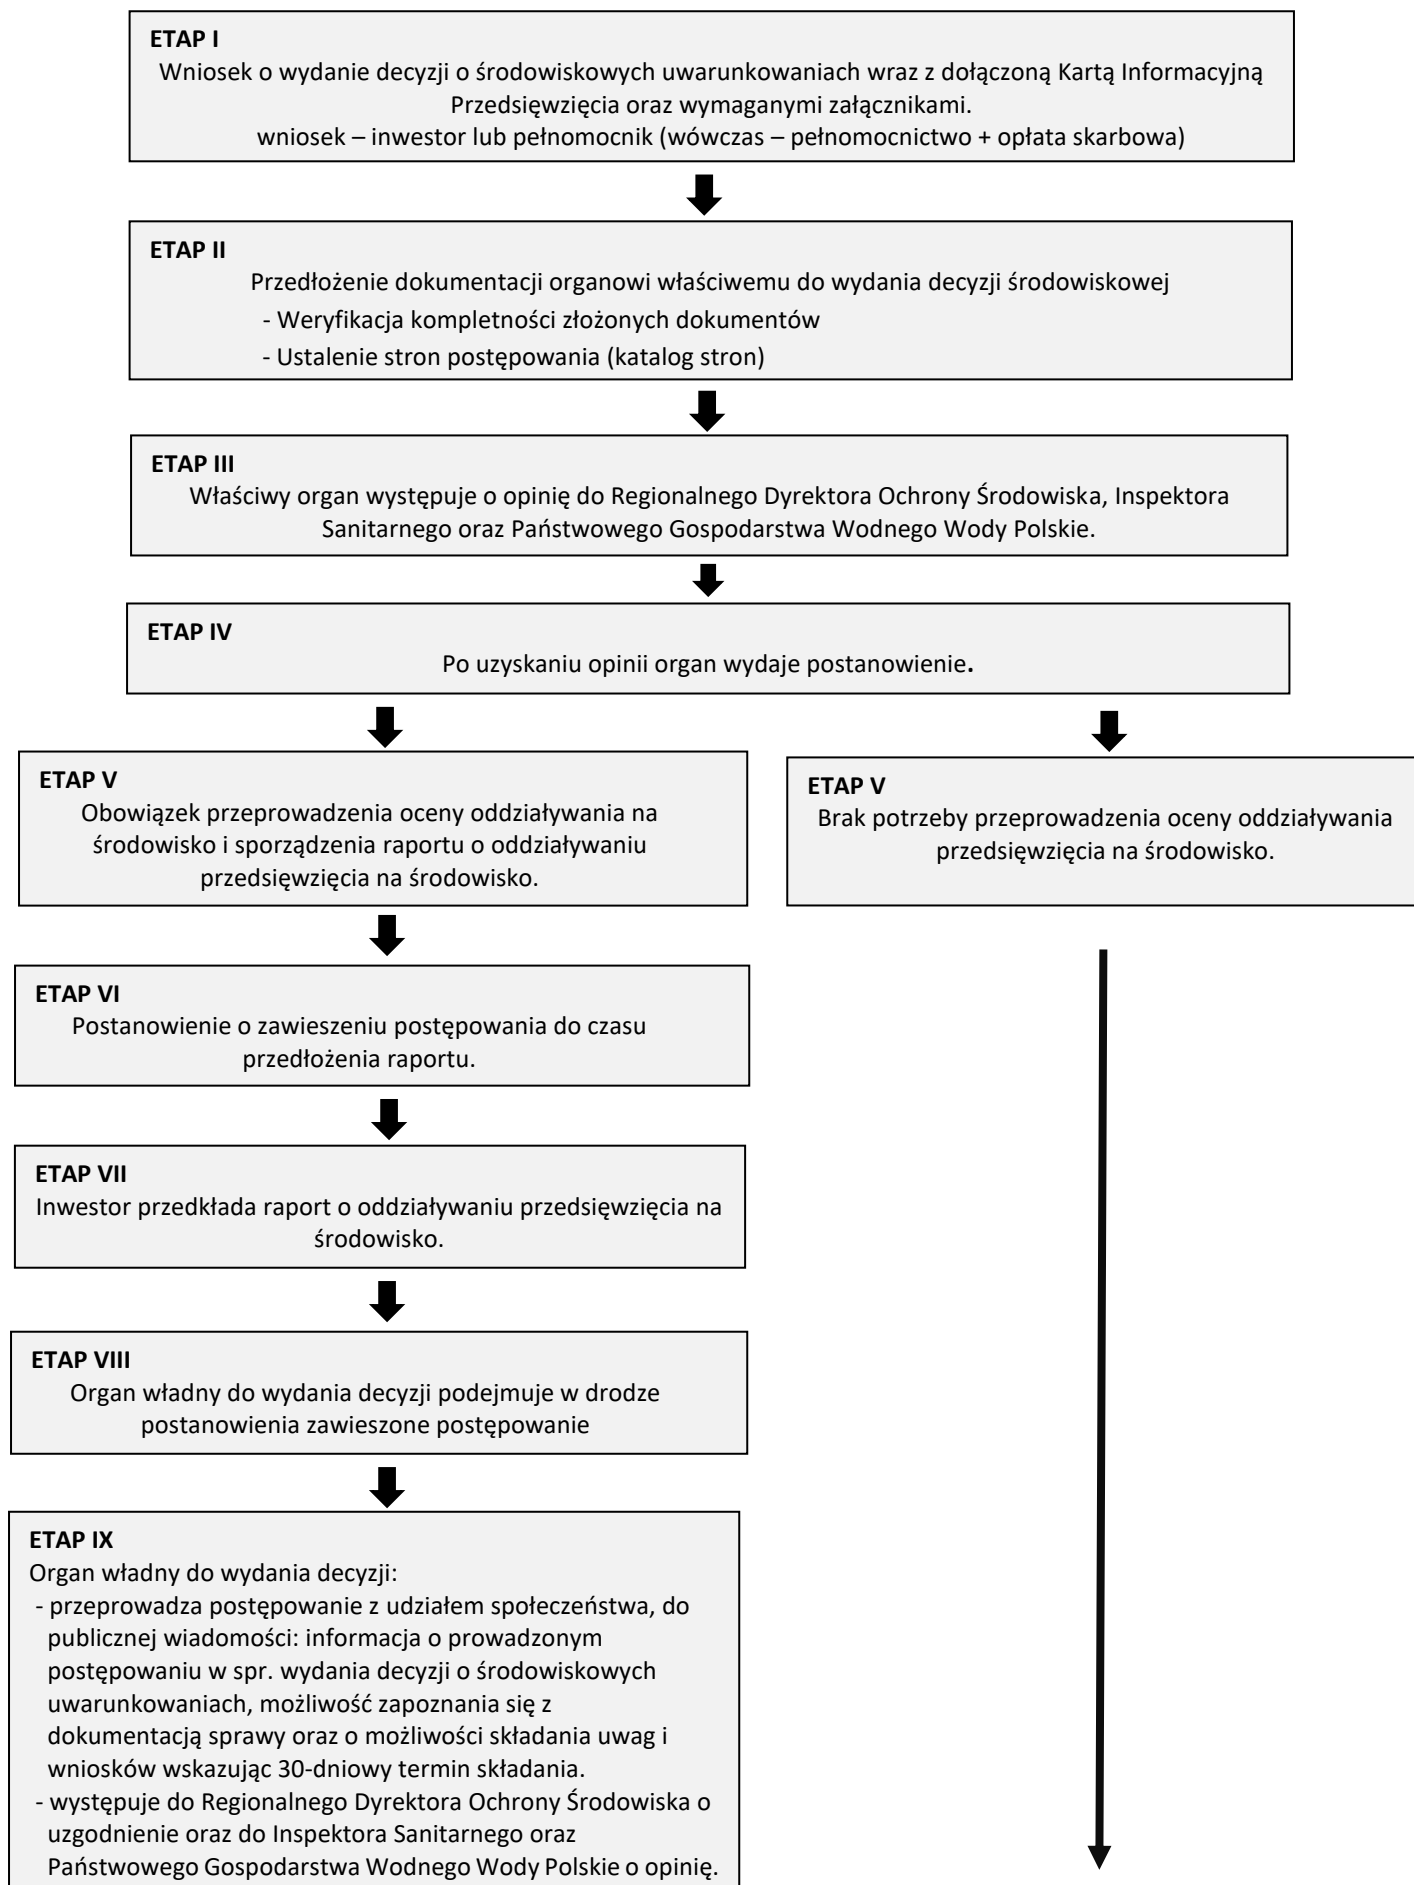 ETAP I
Wniosek o wydanie decyzji o środowiskowych uwarunkowaniach wraz z dołączoną Kartą Informacyjną
Przedsięwzięcia oraz wymaganymi załącznikami.
wniosek – inwestor lub pełnomocnik (wówczas – pełnomocnictwo + opłata skarbowa)
ETAP II
Przedłożenie dokumentacji organowi właściwemu do wydania decyzji środowiskowej
- Weryfikacja kompletności złożonych dokumentów
- Ustalenie stron postępowania (katalog stron)
ETAP III
Właściwy organ występuje o opinię do Regionalnego Dyrektora Ochrony Środowiska, Inspektora
Sanitarnego oraz Państwowego Gospodarstwa Wodnego Wody Polskie.
ETAP IV
Po uzyskaniu opinii organ wydaje postanowienie.
ETAP V
Obowiązek przeprowadzenia oceny oddziaływania na
środowisko i sporządzenia raportu o oddziaływaniu
przedsięwzięcia na środowisko.
ETAP V
Brak potrzeby przeprowadzenia oceny oddziaływania
przedsięwzięcia na środowisko.
ETAP VI
Postanowienie o zawieszeniu postępowania do czasu
przedłożenia raportu.
ETAP VII
Inwestor przedkłada raport o oddziaływaniu przedsięwzięcia na
środowisko.
ETAP VIII
Organ władny do wydania decyzji podejmuje w drodze
postanowienia zawieszone postępowanie
ETAP IX
Organ władny do wydania decyzji:
- przeprowadza postępowanie z udziałem społeczeństwa, do
publicznej wiadomości: informacja o prowadzonym
postępowaniu w spr. wydania decyzji o środowiskowych
uwarunkowaniach, możliwość zapoznania się z
dokumentacją sprawy oraz o możliwości składania uwag i
wniosków wskazując 30-dniowy termin składania.
- występuje do Regionalnego Dyrektora Ochrony Środowiska o
uzgodnienie oraz do Inspektora Sanitarnego oraz
Państwowego Gospodarstwa Wodnego Wody Polskie o opinię.